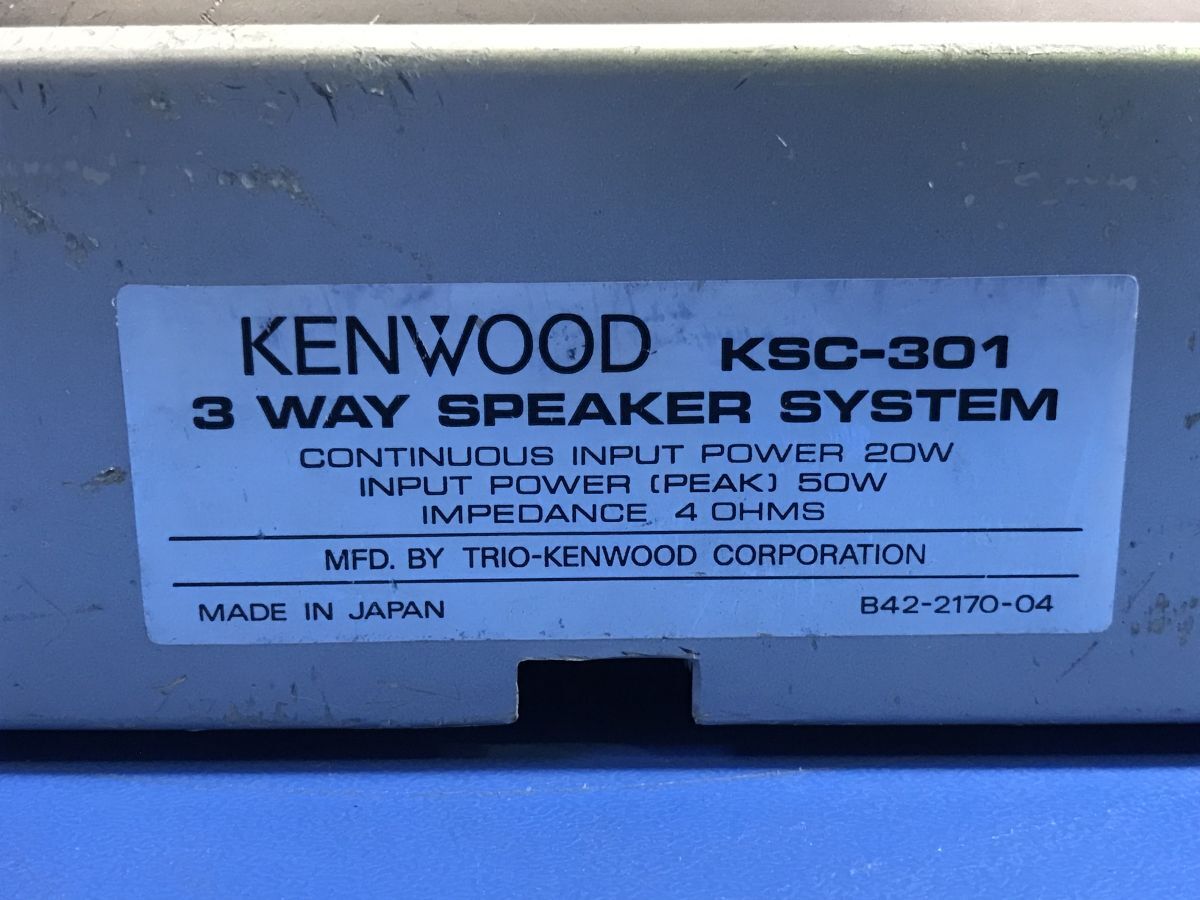 KENWOOD KSC-301
3 WAY SPEAKER SYSTEM
CONTINUOUS INPUT POWER 20W
INPUT POWER (PEAK) 50W
IMPEDANCE 4 OHMS
MFD. BY TRIO-KENWOOD CORPORATION
MADE IN JAPAN B42-2170-04